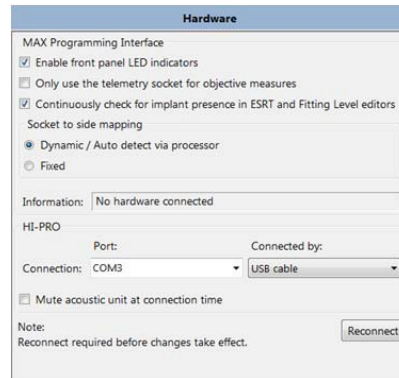 Hardware
MAX Programming Interface
Enable front panel LED indicators
Only use the telemetry socket for objective measures
Continuously check for implant presence in ESRT and Fitting Level editors
Socket to side mapping
Dynamic / Auto detect via processor
Fixed
Information: No hardware connected
HI-PRO
Port: Connected by:
Connection: COM3 USB cable
Mute acoustic unit at connection time
Note:
Reconnect required before changes take effect.
Reconnect